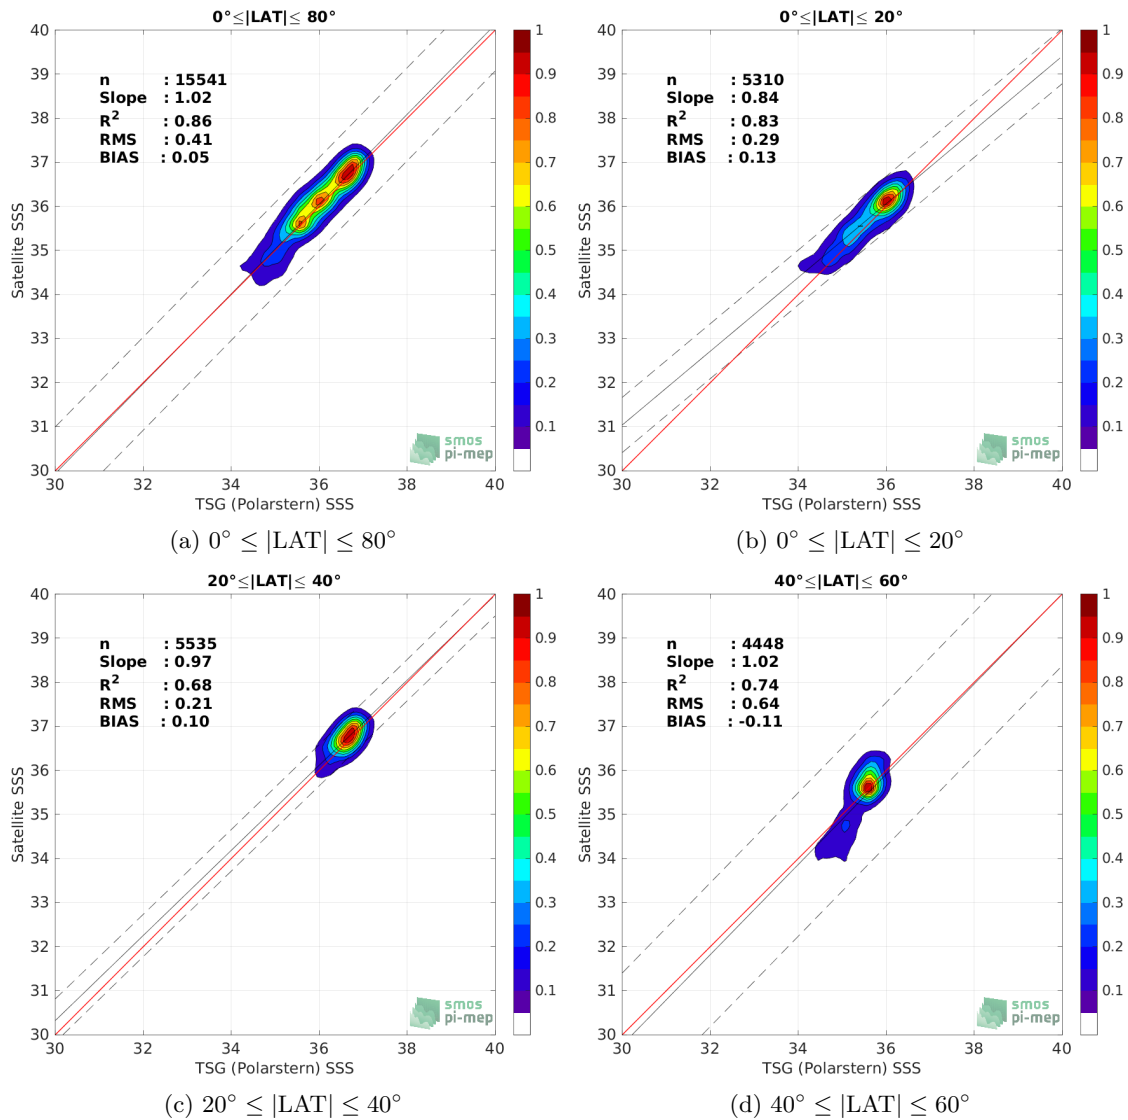 0°≤|LAT|≤ 80°
40
39
38
37
36
35
34
33
32
31
30
Satellite SSS
n : 15541
Slope : 1.02
R² : 0.86
RMS : 0.41
BIAS : 0.05
smos
pi-mep
30 32 34 36 38 40
TSG (Polarstern) SSS
1
0.9
0.8
0.7
0.6
0.5
0.4
0.3
0.2
0.1
(a) 0° ≤ |LAT| ≤ 80°
0°≤|LAT|≤ 20°
40
39
38
37
36
35
34
33
32
31
30
Satellite SSS
n : 5310
Slope : 0.84
R² : 0.83
RMS : 0.29
BIAS : 0.13
smos
pi-mep
30 32 34 36 38 40
TSG (Polarstern) SSS
1
0.9
0.8
0.7
0.6
0.5
0.4
0.3
0.2
0.1
(b) 0° ≤ |LAT| ≤ 20°
20°≤|LAT|≤ 40°
40
39
38
37
36
35
34
33
32
31
30
Satellite SSS
n : 5535
Slope : 0.97
R² : 0.68
RMS : 0.21
BIAS : 0.10
smos
pi-mep
30 32 34 36 38 40
TSG (Polarstern) SSS
1
0.9
0.8
0.7
0.6
0.5
0.4
0.3
0.2
0.1
(c) 20° ≤ |LAT| ≤ 40°
40°≤|LAT|≤ 60°
40
39
38
37
36
35
34
33
32
31
30
Satellite SSS
n : 4448
Slope : 1.02
R² : 0.74
RMS : 0.64
BIAS : -0.11
smos
pi-mep
30 32 34 36 38 40
TSG (Polarstern) SSS
1
0.9
0.8
0.7
0.6
0.5
0.4
0.3
0.2
0.1
(d) 40° ≤ |LAT| ≤ 60°